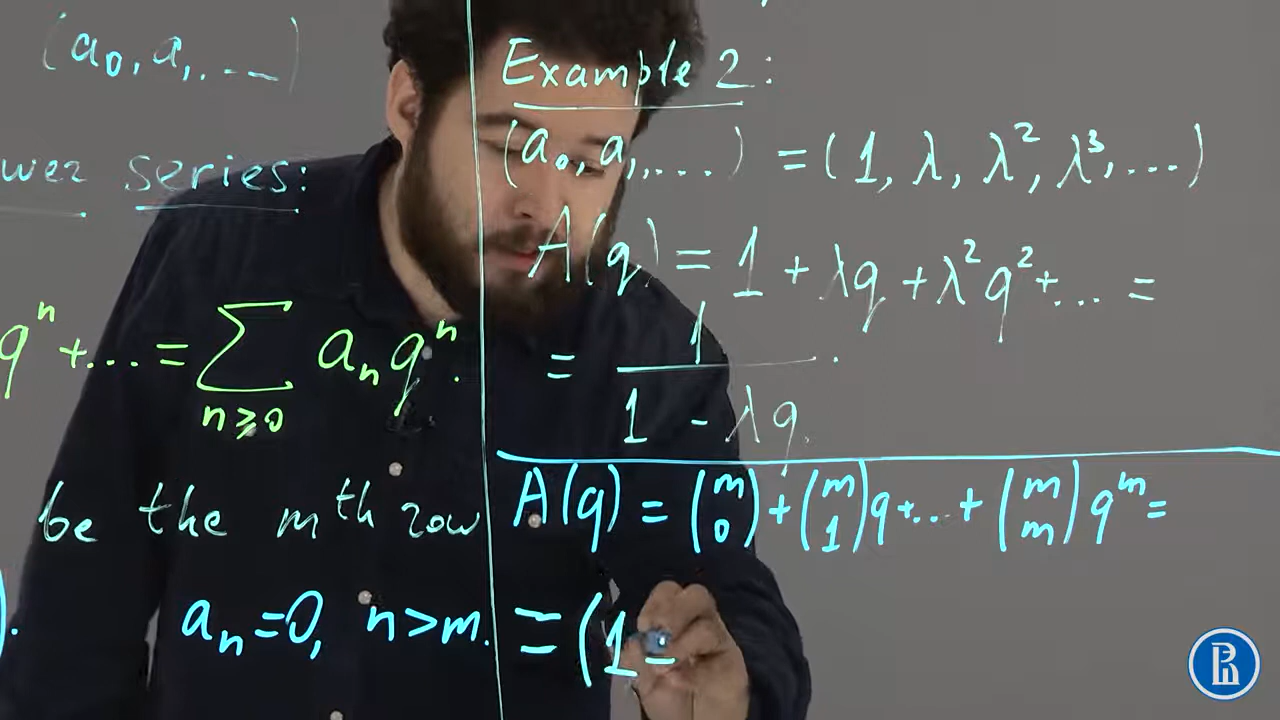 (a₀, a₁, ...)
series:
qⁿ + ... = ∑ aₙqⁿ.
n≥0
be the mᵗʰ row
aₙ = 0, n > m.
Example 2:
(a₀, a₁, ...) = (1, λ, λ², λ³, ...)
A(q) = 1 + λq + λ²q² + ... =
= 1 / (1 - λq).
A(q) = (m 0) + (m 1)q + ... + (m m)qᵐ =
= (1